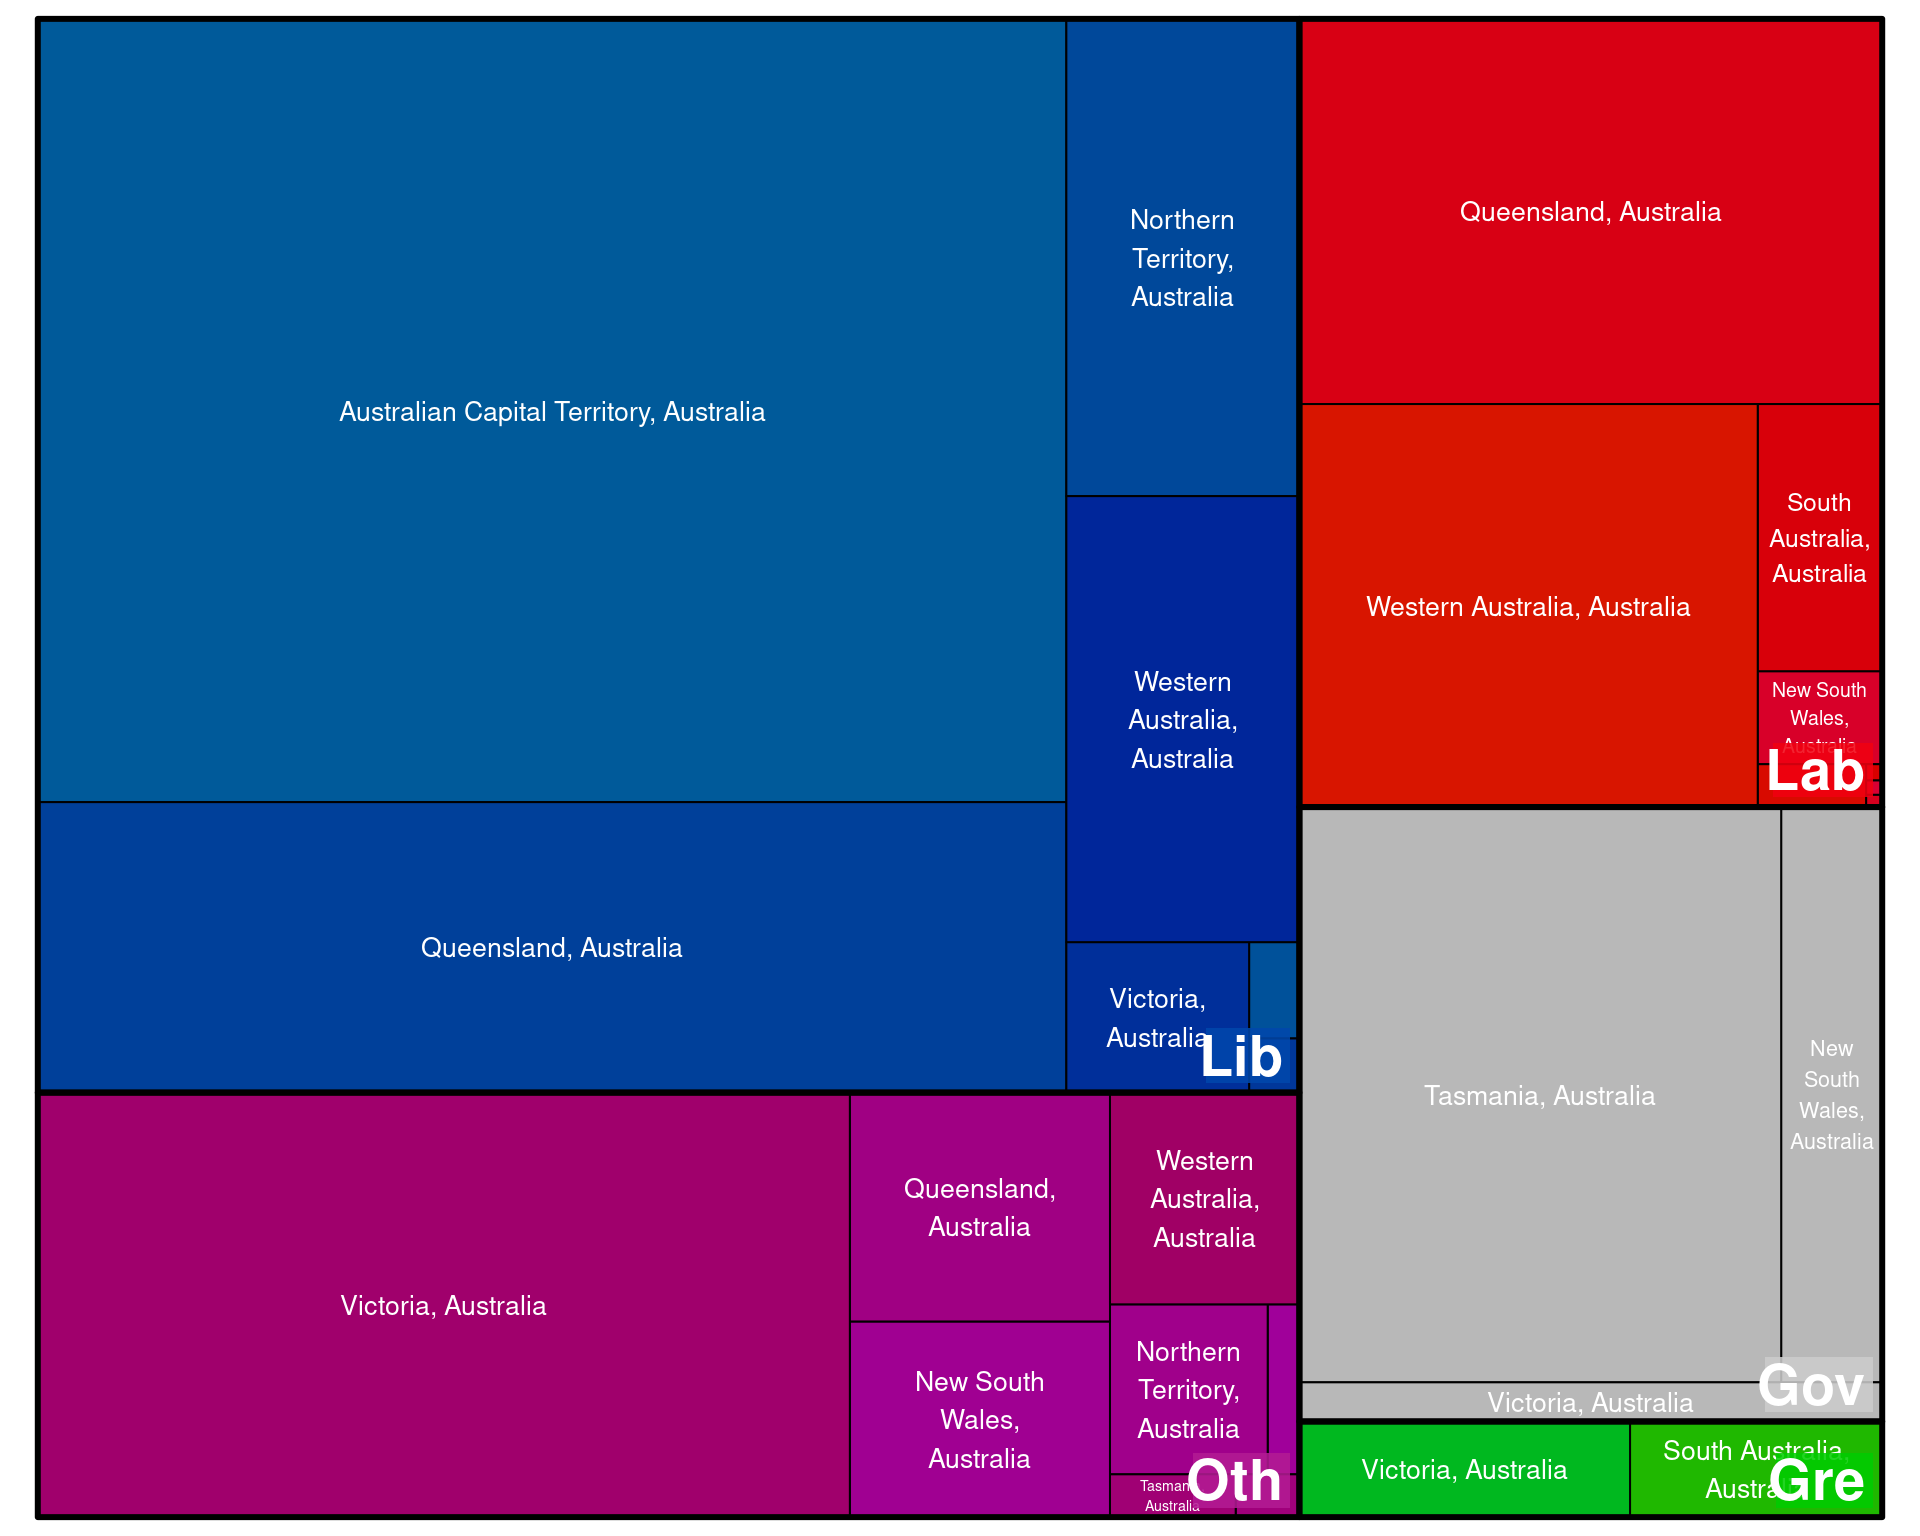 Australian Capital Territory, Australia
Northern
Territory,
Australia
Western
Australia,
Australia
Queensland, Australia
Victoria,
Australia
Lib
Queensland, Australia
Western Australia, Australia
South
Australia,
Australia
New South
Wales,
Australia
Lab
Victoria, Australia
Queensland,
Australia
New South
Wales,
Australia
Western
Australia,
Australia
Northern
Territory,
Australia
Tasmania,
Australia
Oth
Tasmania, Australia
New
South
Wales,
Australia
Victoria, Australia
Gov
Victoria, Australia
South Australia,
Australia
Gre